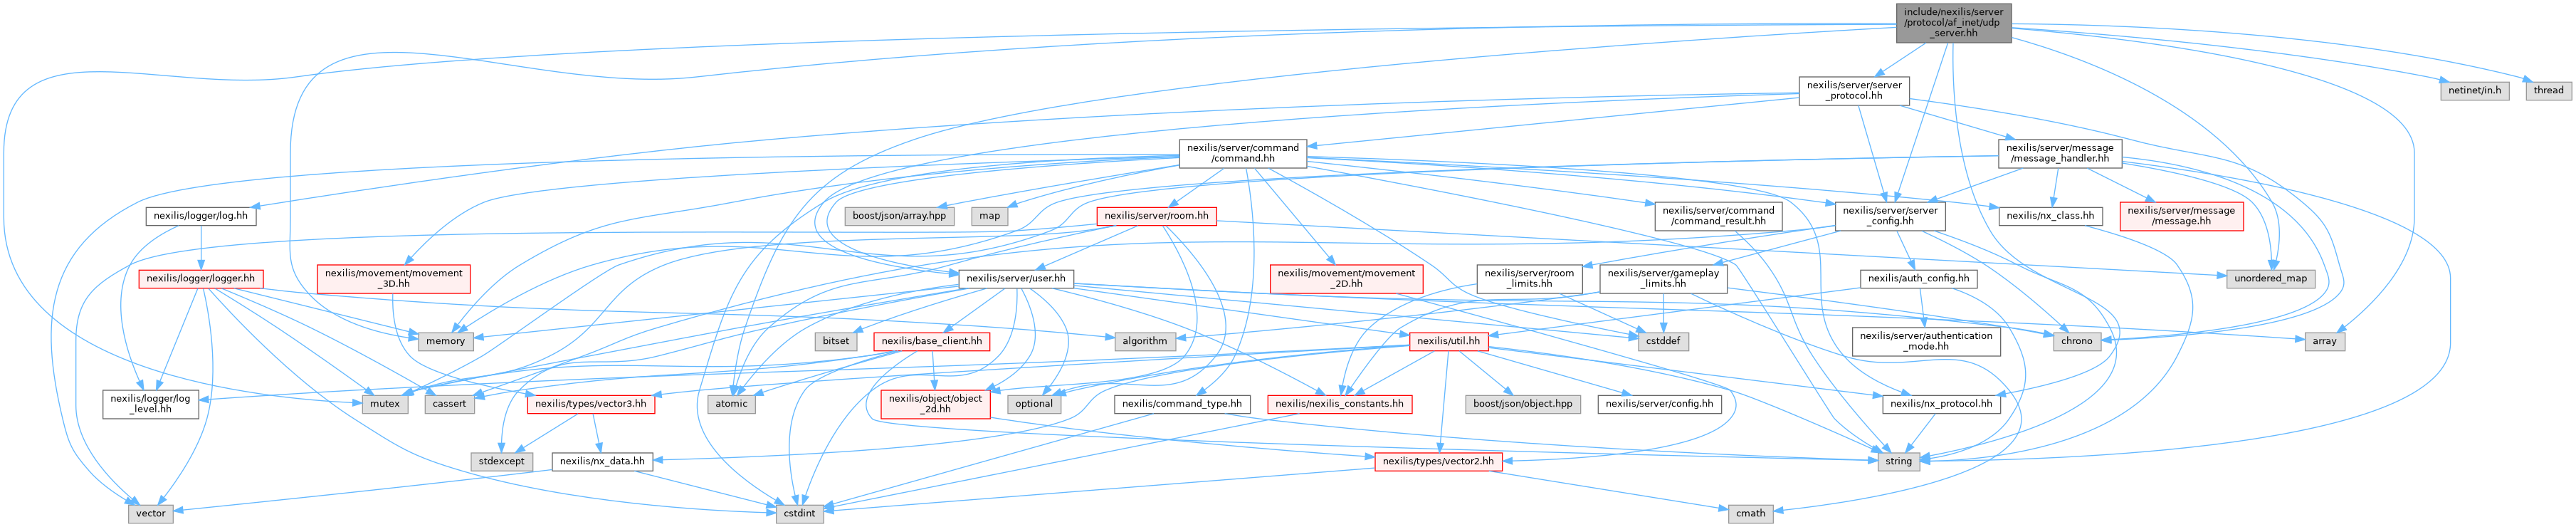 include/nexilis/server
/protocol/af_inet/udp
_server.hh
nexilis/server/server
_protocol.hh
netinet/in.h
thread
nexilis/server/command
/command.hh
nexilis/server/message
/message_handler.hh
nexilis/logger/log.hh
boost/json/array.hpp
map
nexilis/server/room.hh
nexilis/server/command
/command_result.hh
nexilis/server/server
_config.hh
nexilis/nx_class.hh
nexilis/server/message
/message.hh
nexilis/logger/logger.hh
nexilis/movement/movement
_3D.hh
nexilis/server/user.hh
nexilis/movement/movement
_2D.hh
nexilis/server/room
_limits.hh
nexilis/server/gameplay
_limits.hh
nexilis/auth_config.hh
unordered_map
memory
bitset
nexilis/base_client.hh
algorithm
cstddef
nexilis/util.hh
nexilis/server/authentication
_mode.hh
chrono
array
nexilis/logger/log
_level.hh
mutex
cassert
nexilis/types/vector3.hh
atomic
nexilis/object/object
_2d.hh
optional
nexilis/command_type.hh
nexilis/nexilis_constants.hh
boost/json/object.hpp
nexilis/server/config.hh
nexilis/nx_protocol.hh
stdexcept
nexilis/nx_data.hh
nexilis/types/vector2.hh
string
vector
cstdint
cmath